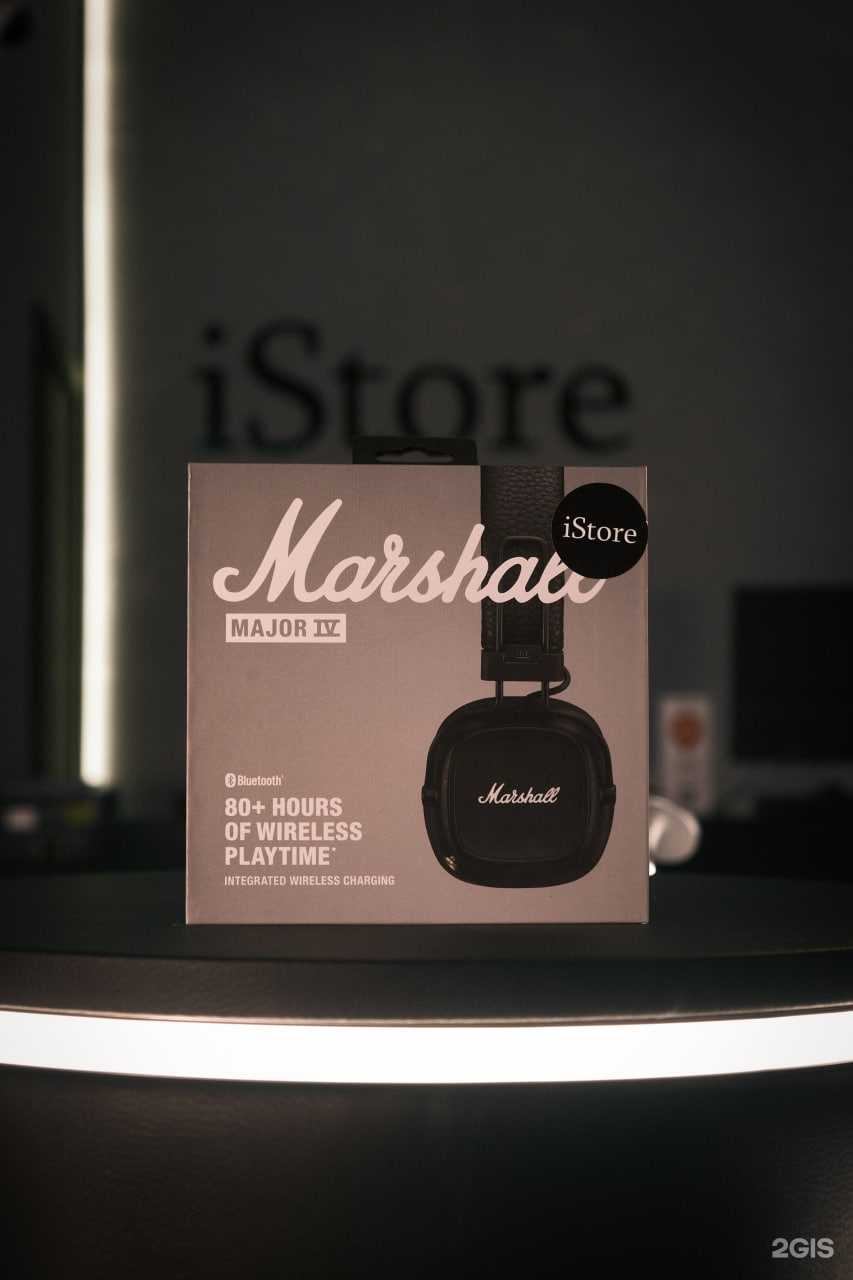 iStore
Marshall
iStore
MAJOR IV
Marshall
Bluetooth®
80+ HOURS
OF WIRELESS
PLAYTIME*
INTEGRATED WIRELESS CHARGING
2GIS